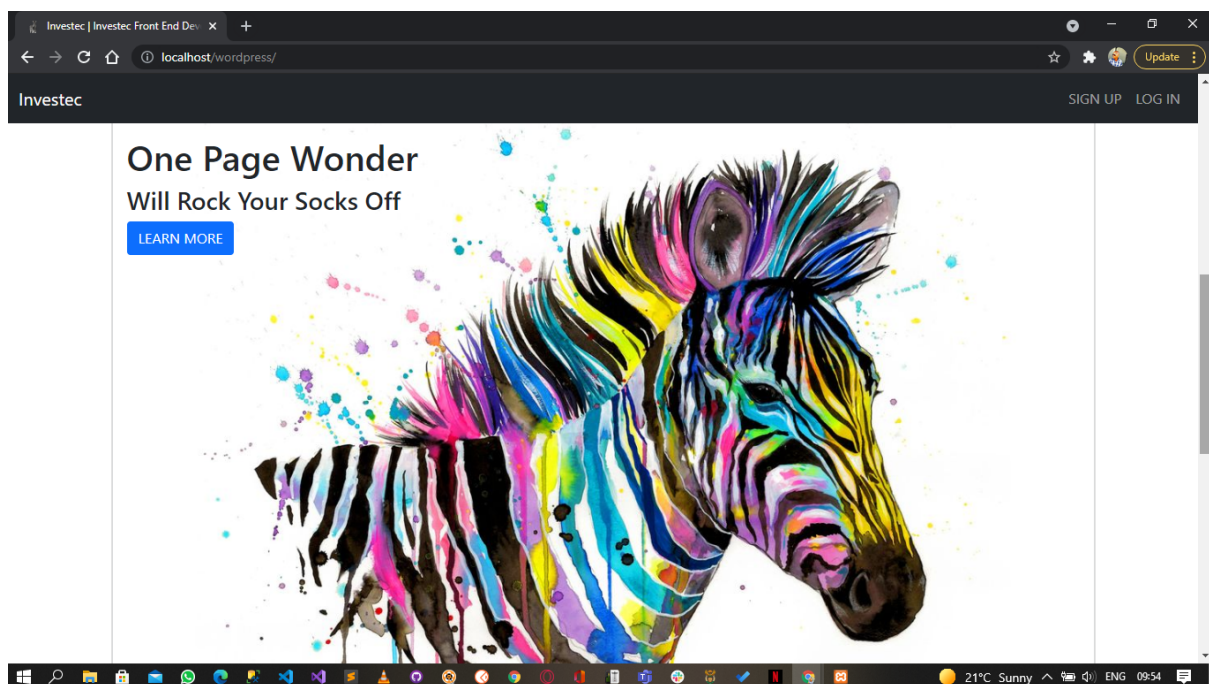 Investec | Investec Front End Dev
localhost/wordpress/
Update
Investec
SIGN UP LOG IN
One Page Wonder
Will Rock Your Socks Off
LEARN MORE
21°C Sunny ENG 09:54